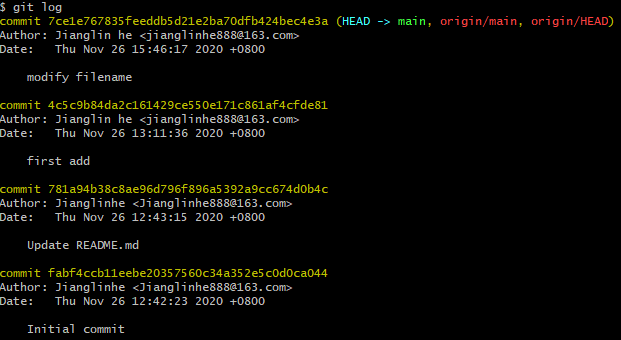 $ git log
commit 7ce1e767835feeddb5d21e2ba70dfb424bec4e3a (HEAD -> main, origin/main, origin/HEAD)
Author: Jianglin he <jianglinhe888@163.com>
Date:   Thu Nov 26 15:46:17 2020 +0800
modify filename
commit 4c5c9b84da2c161429ce550e171c861af4cfde81
Author: Jianglin he <jianglinhe888@163.com>
Date:   Thu Nov 26 13:11:36 2020 +0800
first add
commit 781a94b38c8ae96d796f896a5392a9cc674d0b4c
Author: Jianglinhe <Jianglinhe888@163.com>
Date:   Thu Nov 26 12:43:15 2020 +0800
Update README.md
commit fabf4ccb11eebe20357560c34a352e5c0d0ca044
Author: Jianglinhe <Jianglinhe888@163.com>
Date:   Thu Nov 26 12:42:23 2020 +0800
Initial commit